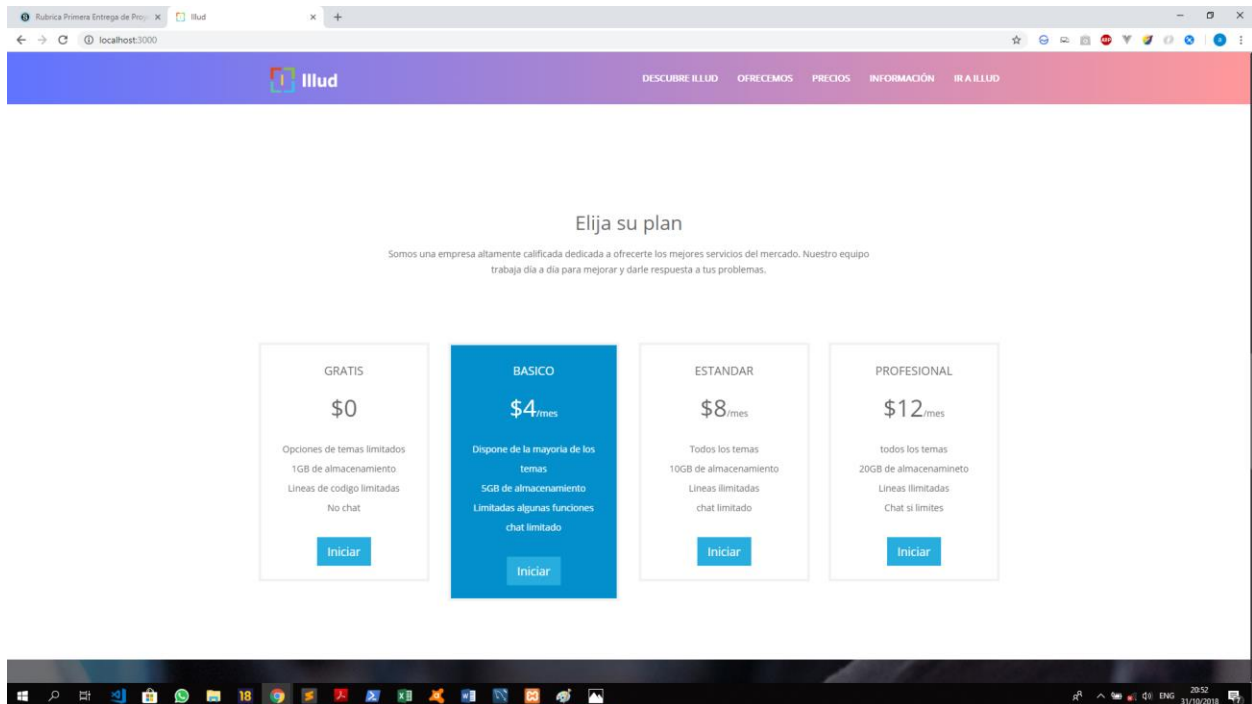 Rubrica Primera Entrega de Proy
Illud
localhost:3000
Illud
DESCUBRE ILLUD
OFRECEMOS
PRECIOS
INFORMACIÓN
IR A ILLUD
Elija su plan
Somos una empresa altamente calificada dedicada a ofrecerte los mejores servicios del mercado. Nuestro equipo
trabaja día a día para mejorar y darle respuesta a tus problemas.
GRATIS
$0
Opciones de temas limitados
1GB de almacenamiento
Lineas de codigo limitadas
No chat
Iniciar
BASICO
$4/mes
Dispone de la mayoria de los
temas
5GB de almacenamiento
Limitadas algunas funciones
chat limitado
Iniciar
ESTANDAR
$8/mes
Todos los temas
10GB de almacenamiento
Lineas ilimitadas
chat limitado
Iniciar
PROFESIONAL
$12/mes
todos los temas
20GB de almacenamineto
Lineas Ilimitadas
Chat si limites
Iniciar
18
ENG
20:52
31/10/2018